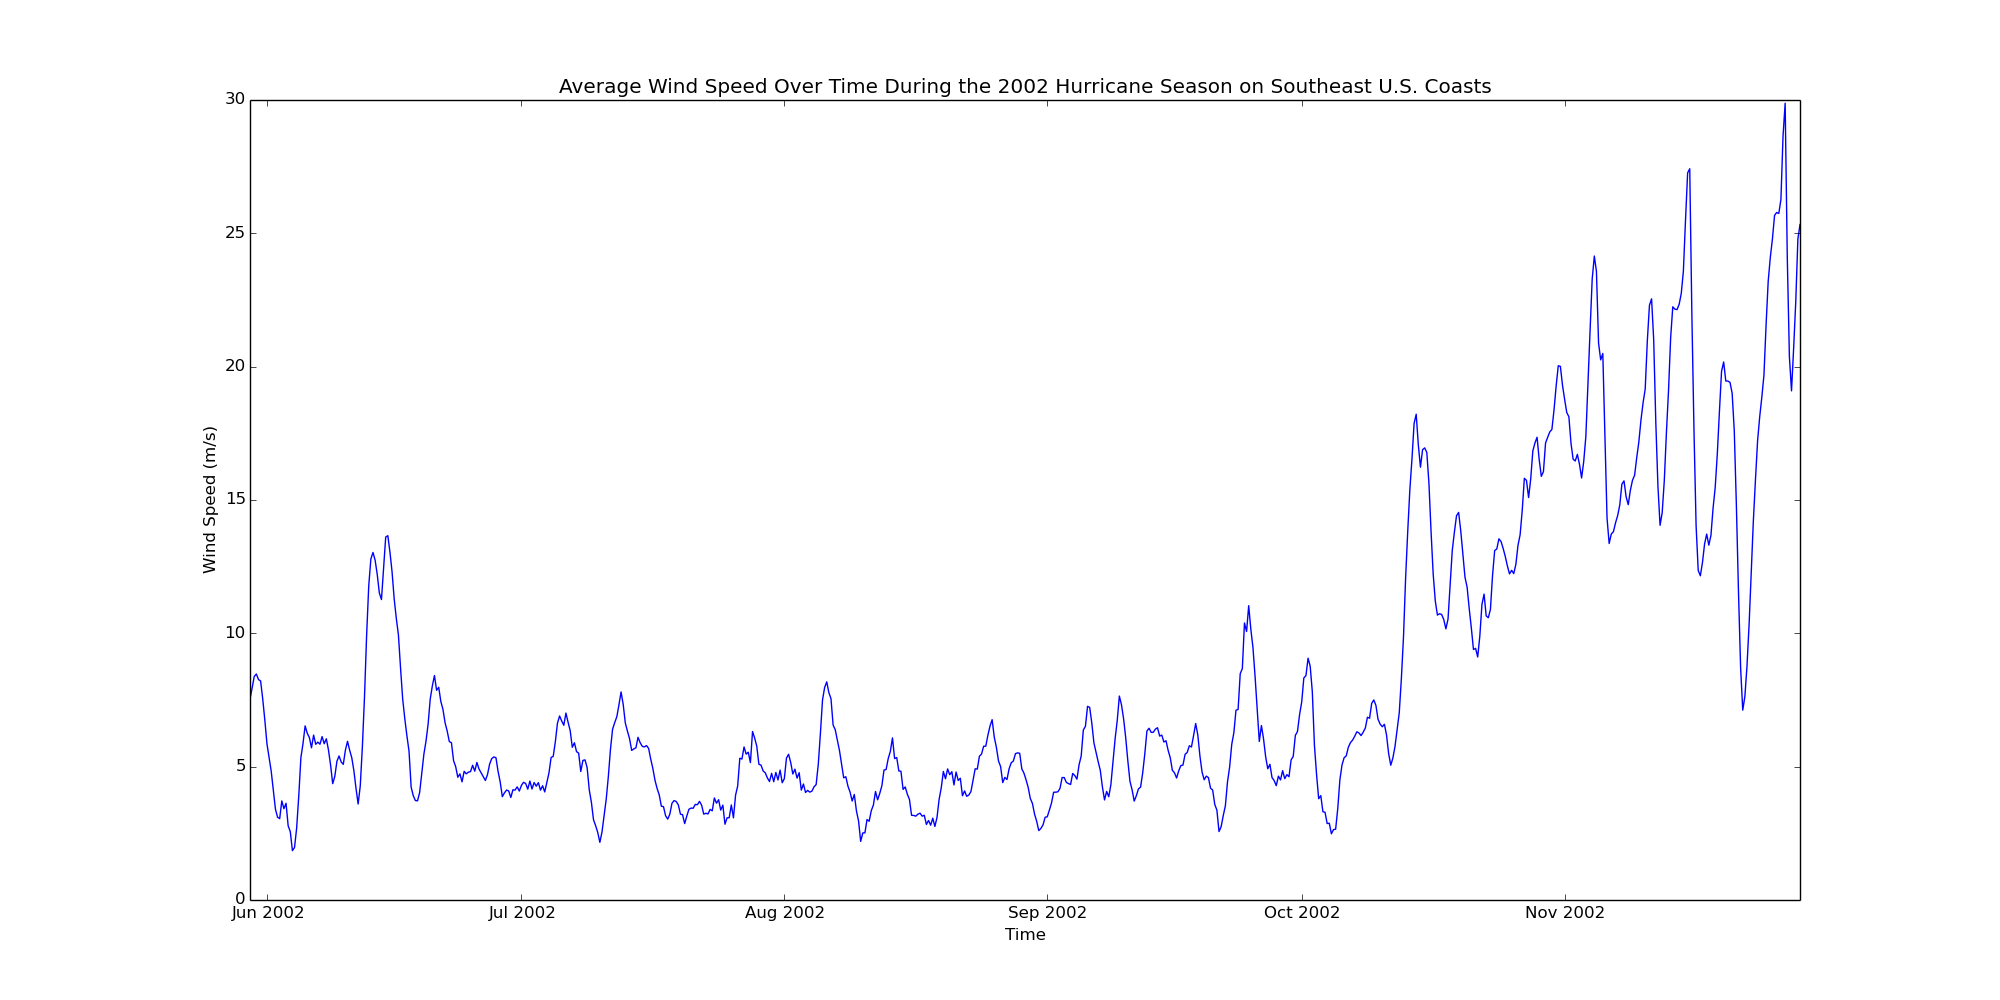 Average Wind Speed Over Time During the 2002 Hurricane Season on Southeast U.S. Coasts
30
25
20
15
10
5
0
Wind Speed (m/s)
Jun 2002 Jul 2002 Aug 2002 Sep 2002 Oct 2002 Nov 2002
Time